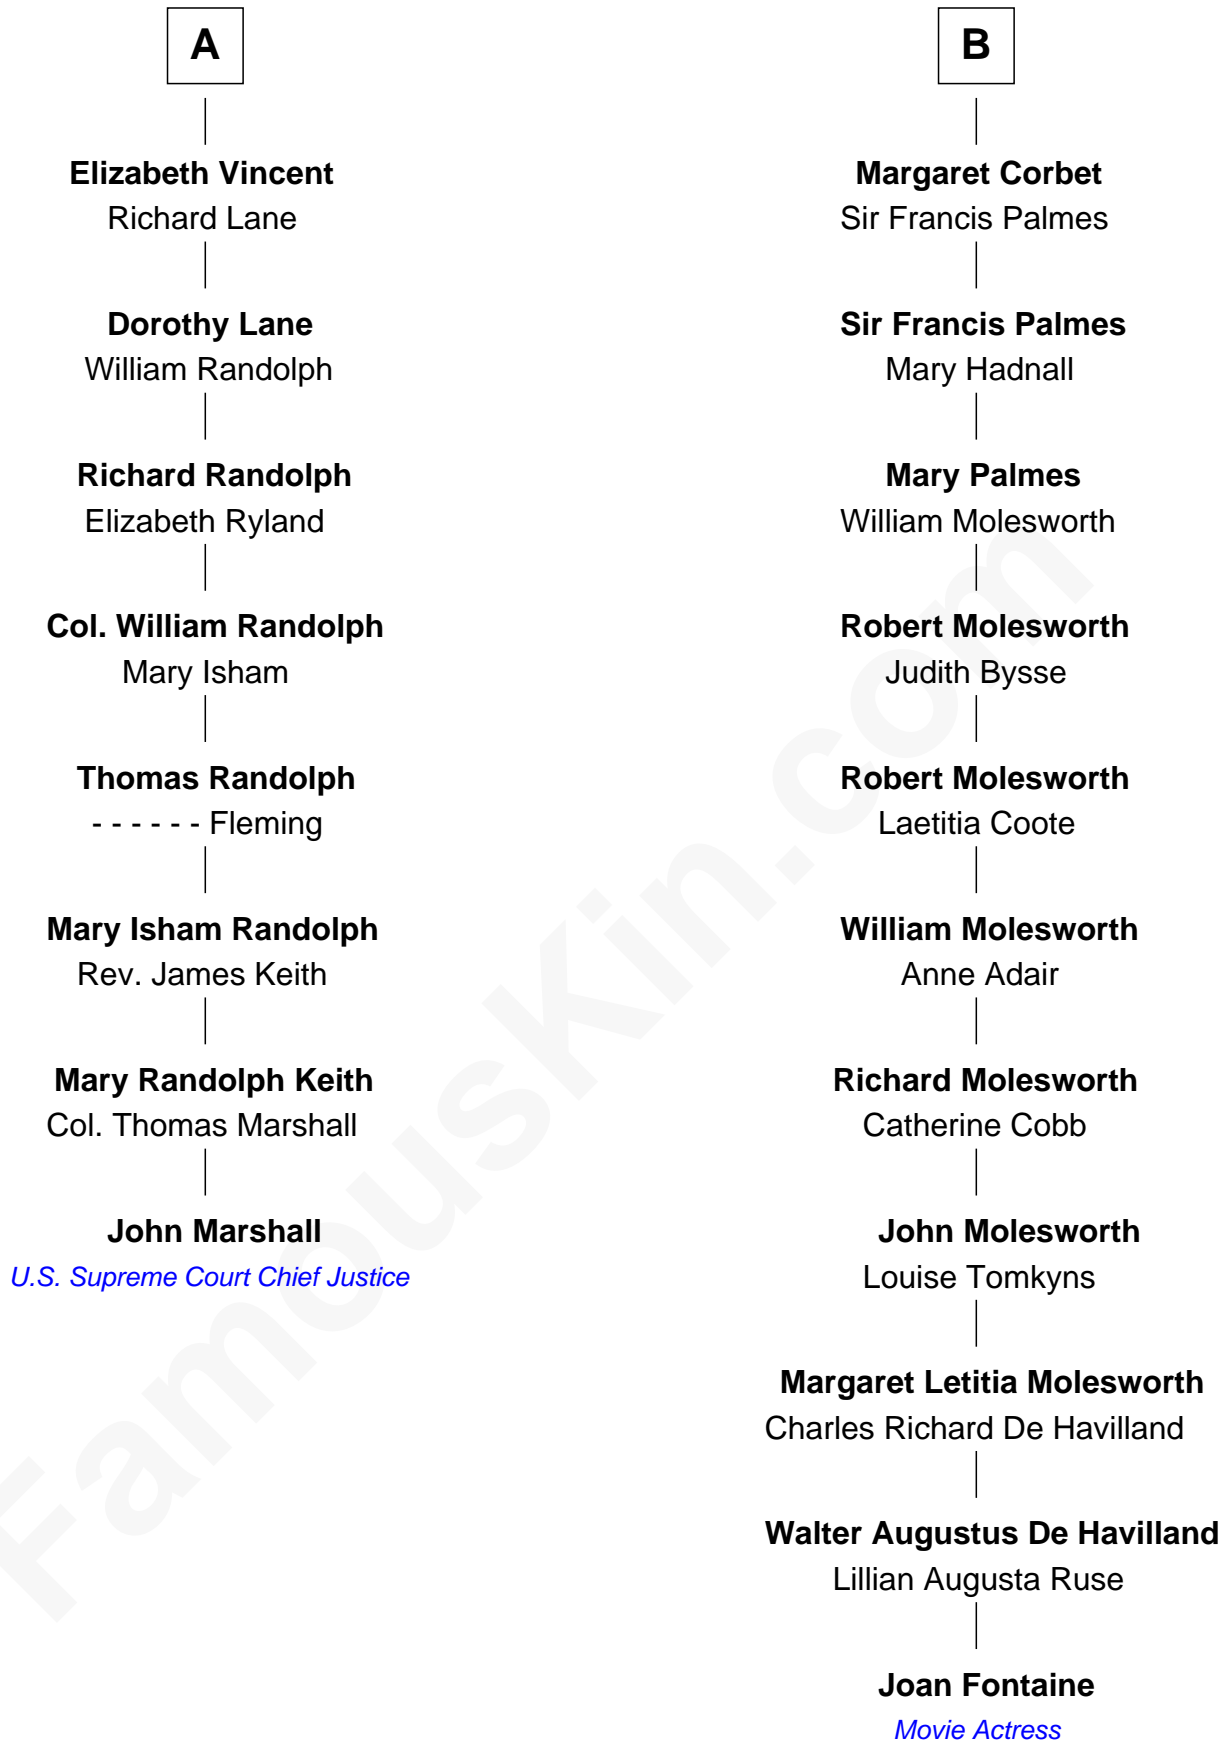 A
Elizabeth Vincent
Richard Lane
Dorothy Lane
William Randolph
Richard Randolph
Elizabeth Ryland
Col. William Randolph
Mary Isham
Thomas Randolph
- - - - - - Fleming
Mary Isham Randolph
Rev. James Keith
Mary Randolph Keith
Col. Thomas Marshall
John Marshall
U.S. Supreme Court Chief Justice
B
Margaret Corbet
Sir Francis Palmes
Sir Francis Palmes
Mary Hadnall
Mary Palmes
William Molesworth
Robert Molesworth
Judith Bysse
Robert Molesworth
Laetitia Coote
William Molesworth
Anne Adair
Richard Molesworth
Catherine Cobb
John Molesworth
Louise Tomkyns
Margaret Letitia Molesworth
Charles Richard De Havilland
Walter Augustus De Havilland
Lillian Augusta Ruse
Joan Fontaine
Movie Actress
FamousKin.com